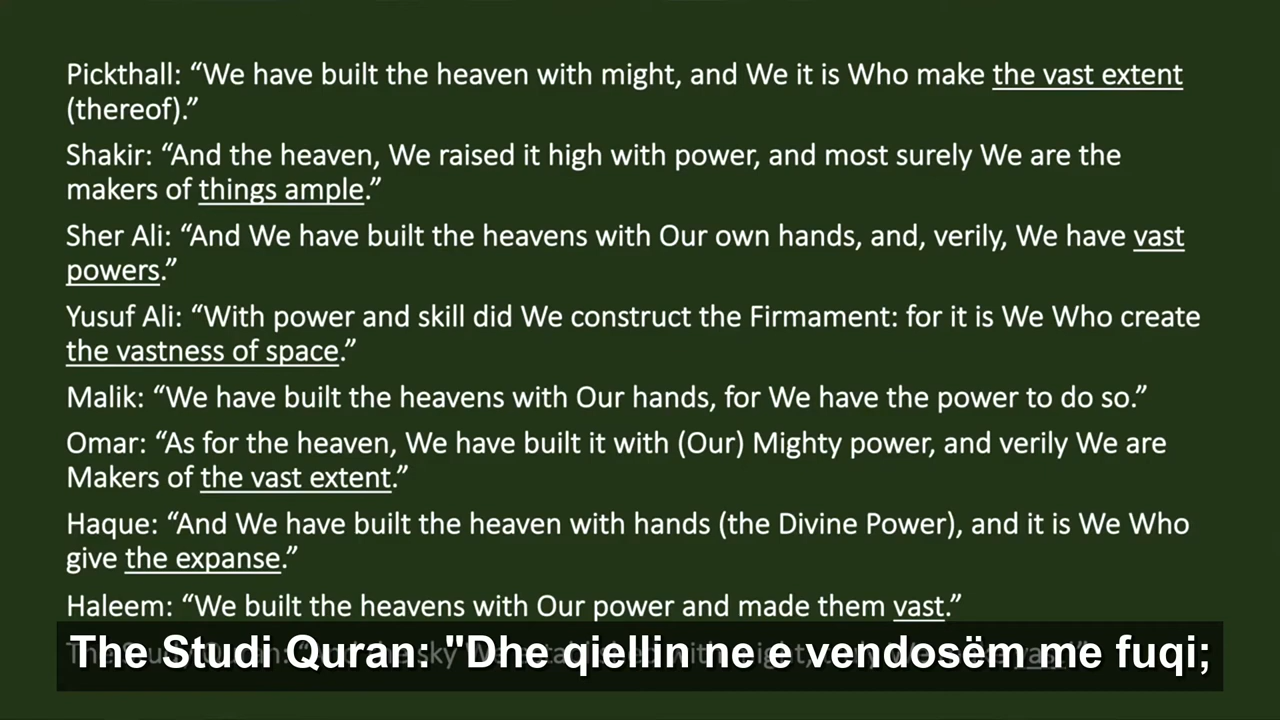 Pickthall: “We have built the heaven with might, and We it is Who make the vast extent
(thereof).”
Shakir: “And the heaven, We raised it high with power, and most surely We are the
makers of things ample.”
Sher Ali: “And We have built the heavens with Our own hands, and, verily, We have vast
powers.”
Yusuf Ali: “With power and skill did We construct the Firmament: for it is We Who create
the vastness of space.”
Malik: “We have built the heavens with Our hands, for We have the power to do so.”
Omar: “As for the heaven, We have built it with (Our) Mighty power, and verily We are
Makers of the vast extent.”
Haque: “And We have built the heaven with hands (the Divine Power), and it is We Who
give the expanse.”
Haleem: “We built the heavens with Our power and made them vast.”
The Studi Quran: "Dhe qiellin ne e vendosëm me fuqi;